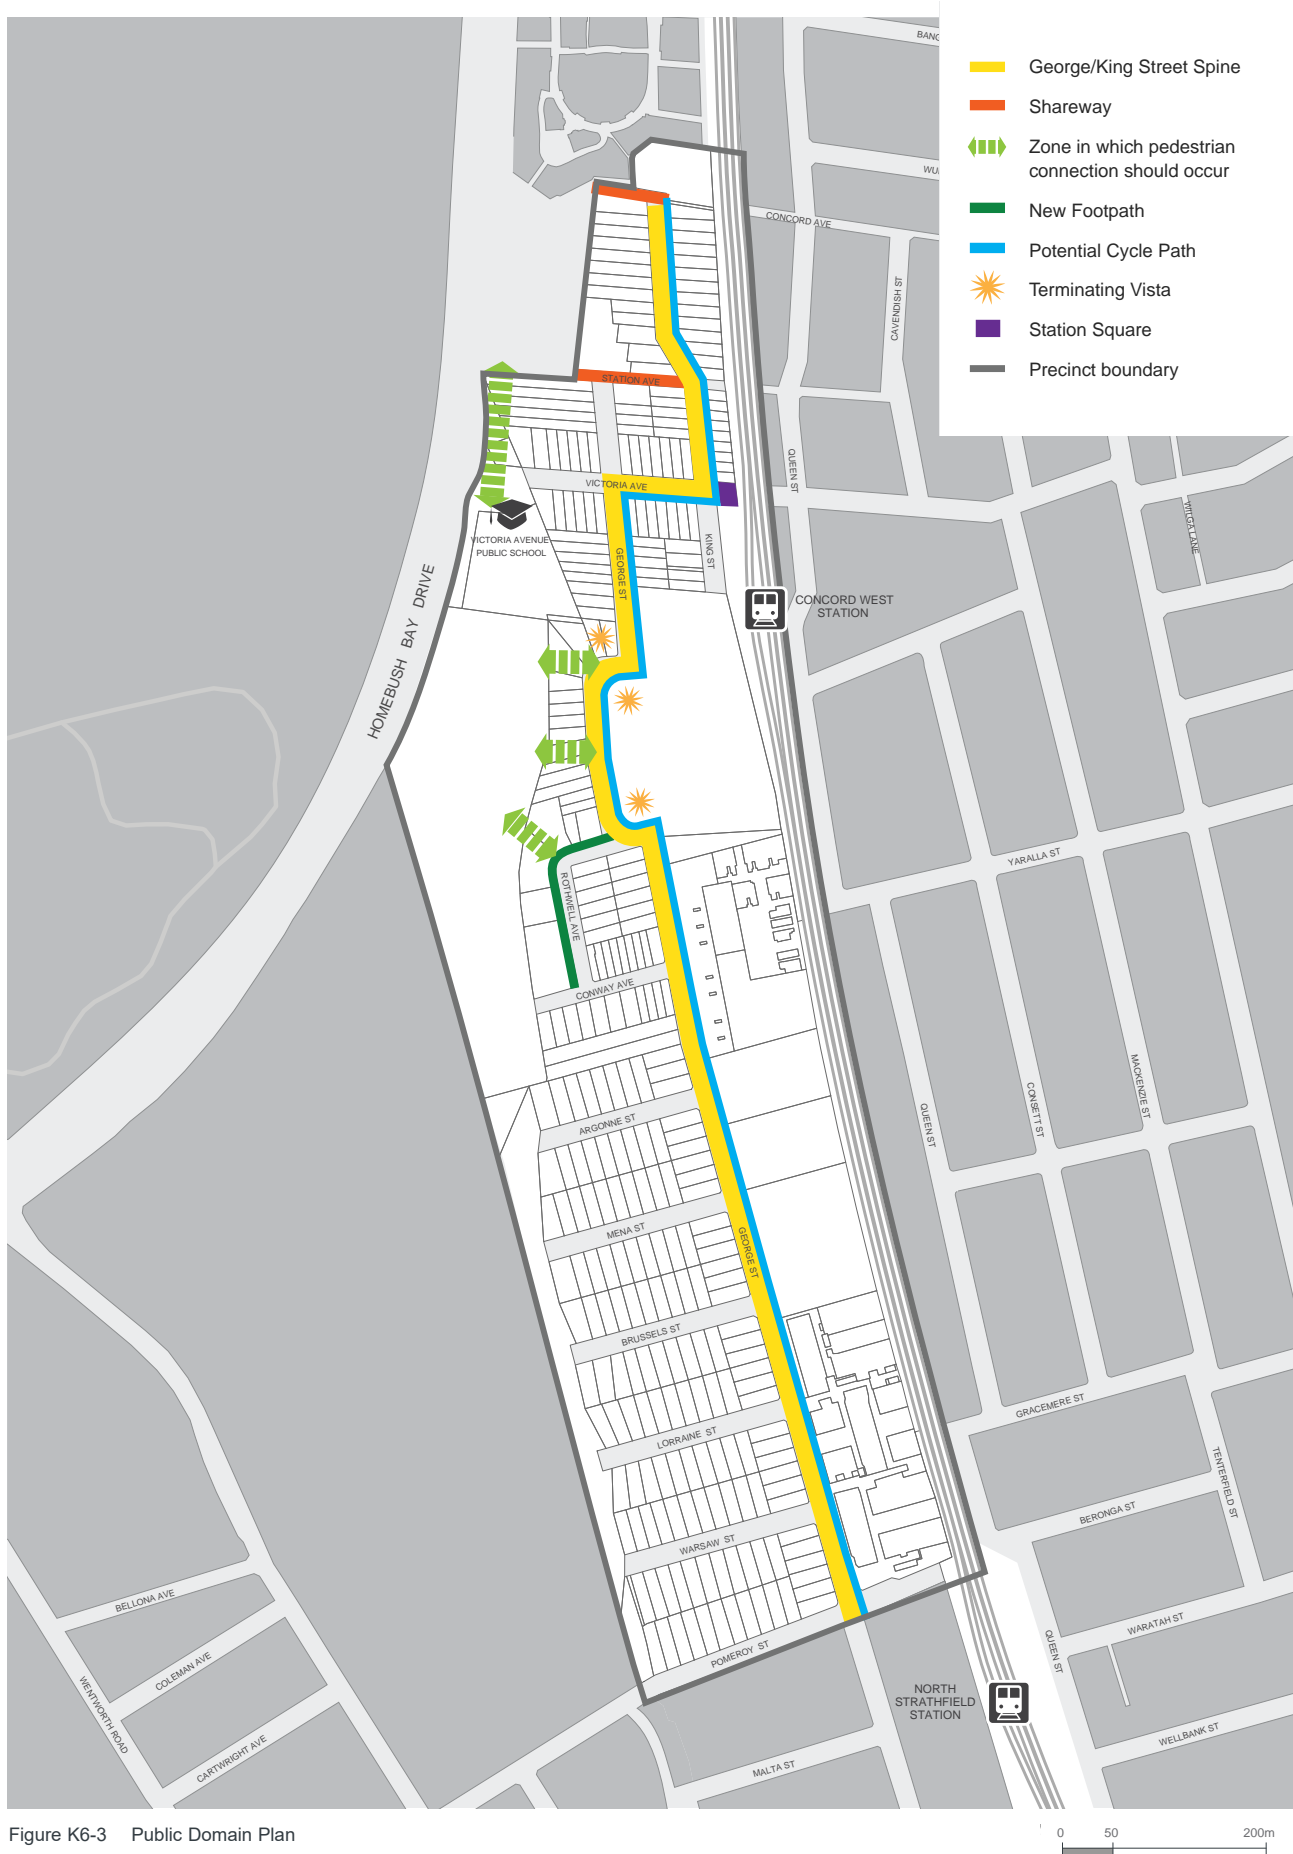 BANG
WU
George/King Street Spine
Shareway
Zone in which pedestrian
connection should occur
New Footpath
Potential Cycle Path
Terminating Vista
Station Square
Precinct boundary
CONCORD AVE
CAVENDISH ST
STATION AVE
QUEEN ST
VICTORIA AVE
WILGA LANE
VICTORIA AVENUE
PUBLIC SCHOOL
KING ST
GEORGE ST
HOMEBUSH BAY DRIVE
CONCORD WEST
STATION
YARALLA ST
ROTHWELL AVE
CONWAY AVE
ARGONNE ST
QUEEN ST
CONSETT ST
MACKENZIE ST
MENA ST
GEORGE ST
BRUSSELS ST
LORRAINE ST
GRACEMERE ST
TENTERFIELD ST
BERONGA ST
WARSAW ST
BELLONA AVE
WARATAH ST
QUEEN ST
POMEROY ST
COLEMAN AVE
WENTWORTH ROAD
CARTWRIGHT AVE
NORTH
STRATHFIELD
STATION
WELLBANK ST
MALTA ST
Figure K6-3 Public Domain Plan
0 50 200m